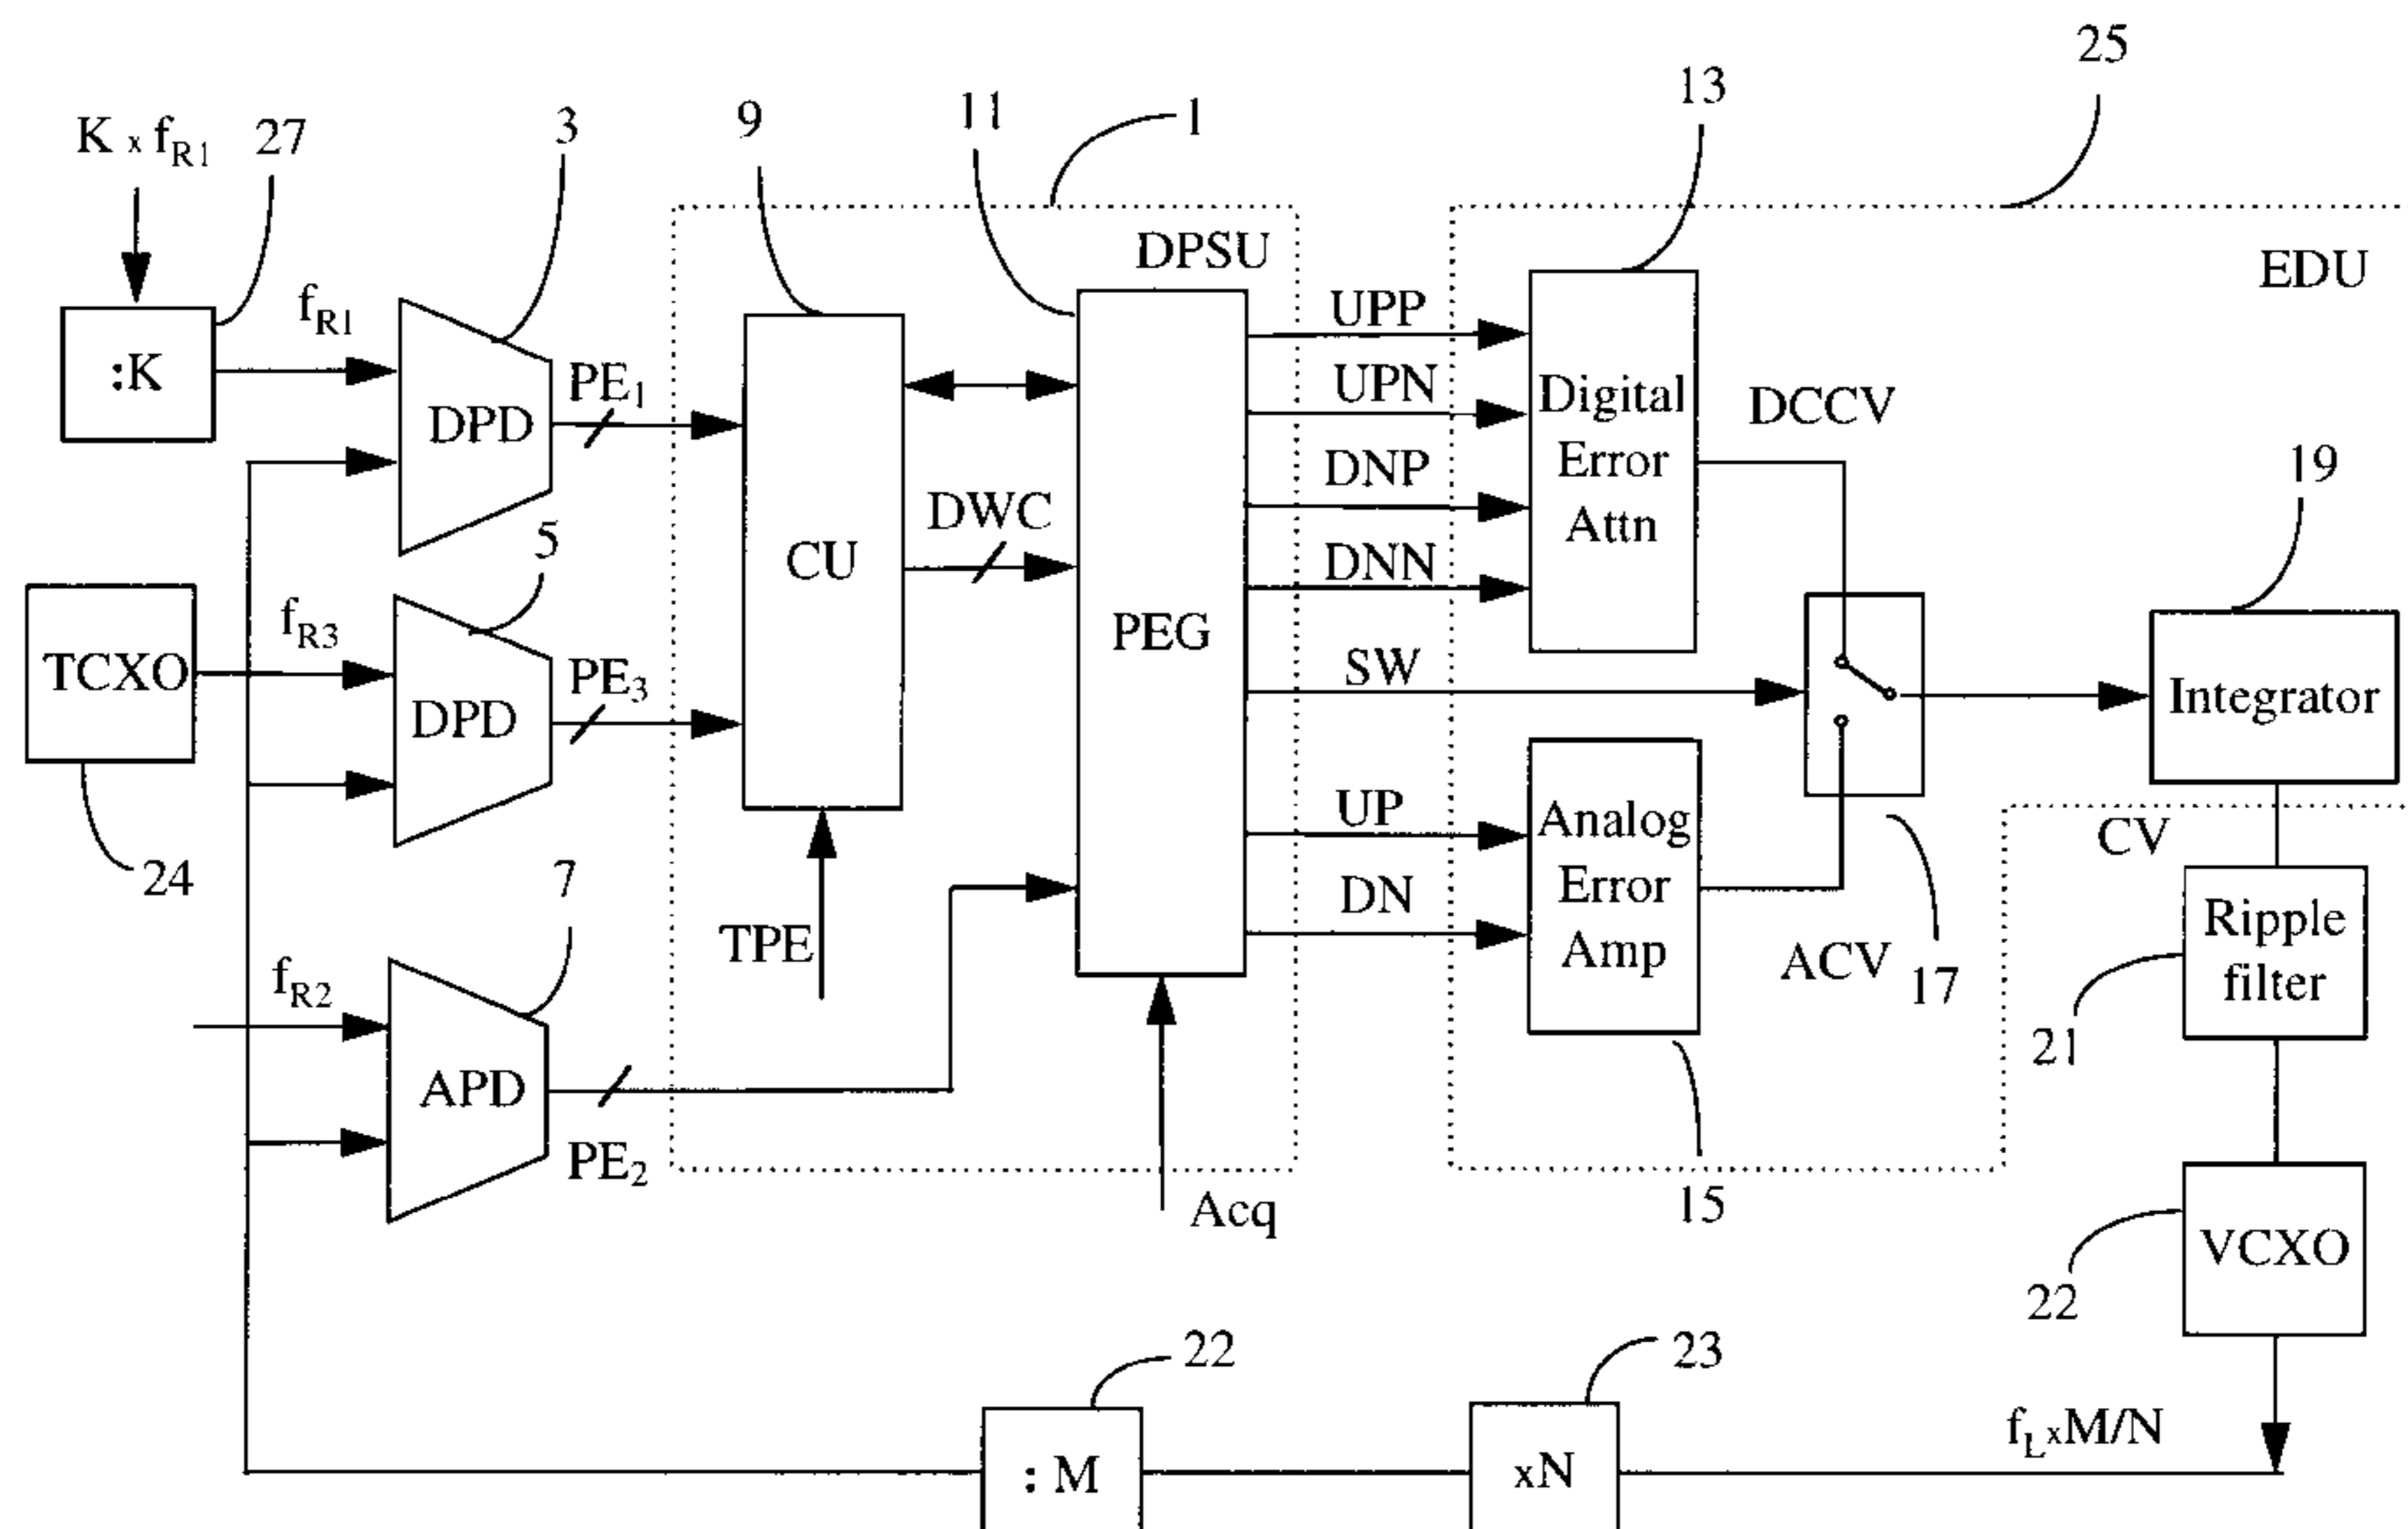 25
13
K x fR1
27
3
9
11
1
DPSU
EDU
fR1
UPP
:K
PE1
UPN
Digital
Error
Attn
DCCV
DPD
DNP
19
DWC
5
CU
DNN
TCXO
fR3
PEG
SW
PE3
Integrator
DPD
UP
Analog
Error
Amp
CV
24
7
DN
Ripple
filter
TPE
ACV
17
fR2
21
APD
PE2
15
Acq
VCXO
22
22
23
fLxM/N
: M
xN